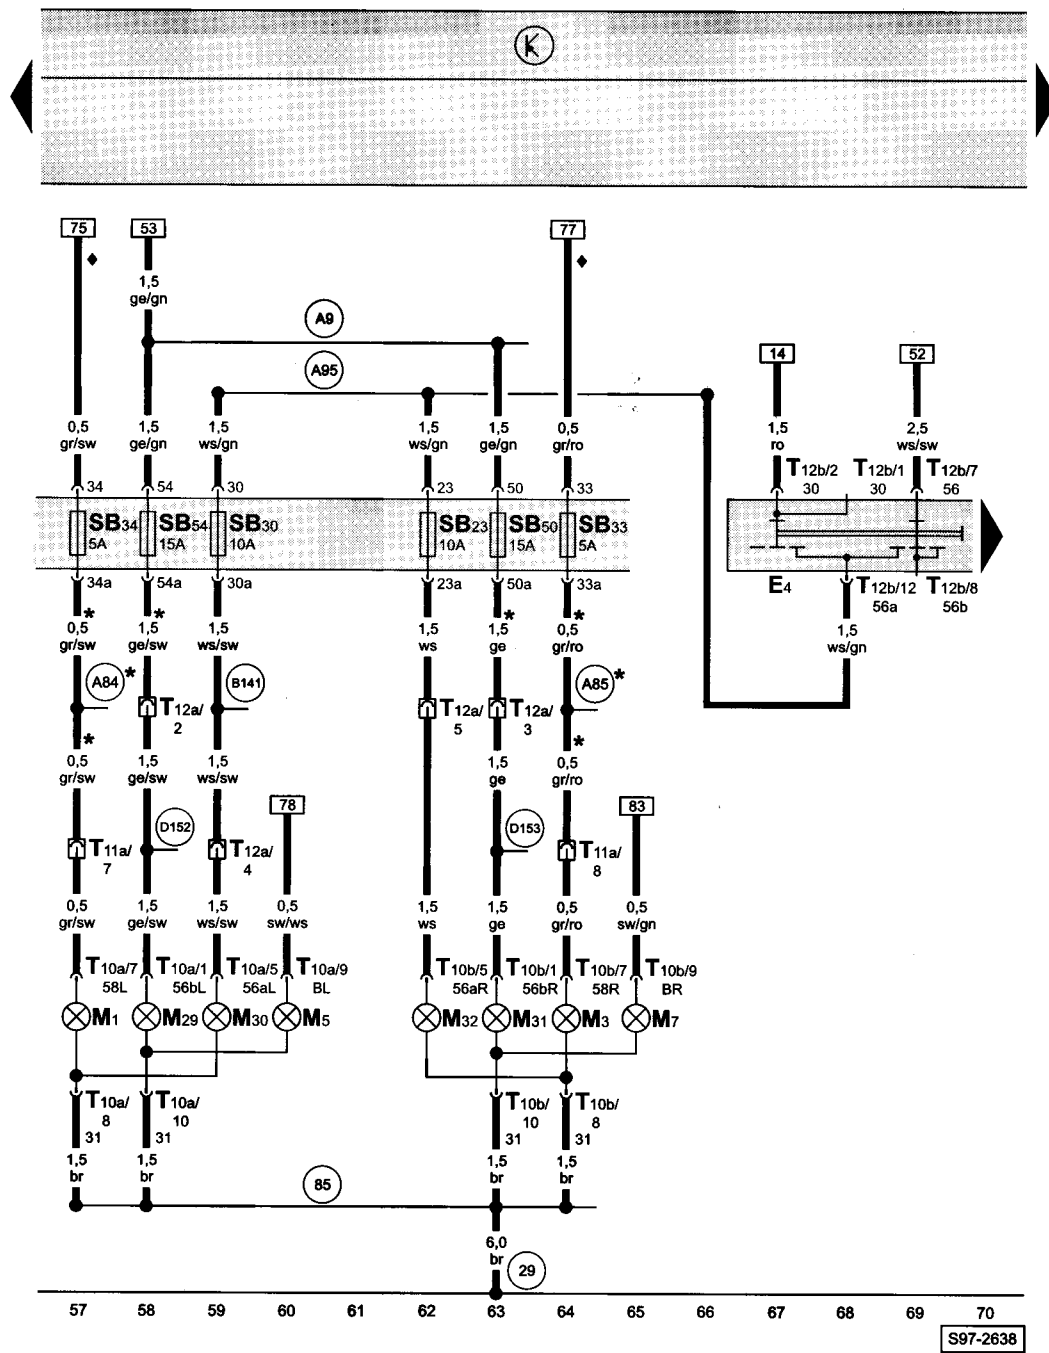 75 53 77
1,5
ge/gn
A9
A95
14 52
0,5 1,5 1,5 1,5 1,5 0,5 1,5 2,5
gr/sw ge/gn ws/gn ws/gn ge/gn gr/ro ro ws/sw
T12b/2 T12b/1 T12b/7
34 54 30 23 50 33 30 30 56
SB34 SB54 SB30 SB23 SB50 SB33
5A 15A 10A 10A 15A 5A
34a 54a 30a 23a 50a 33a E4 T12b/12 T12b/8
56a 56b
* * * *
0,5 1,5 1,5 1,5 1,5 0,5 1,5
gr/sw ge/sw ws/sw ws ge gr/ro ws/gn
A84 * B141 A85 *
T12a/ T12a/ T12a/
2 5 3
* *
0,5 1,5 1,5 1,5 0,5
gr/sw ge/sw ws/sw ge gr/ro
78 83
D152 D153
T11a/ T12a/ T11a/
7 4 8
0,5 1,5 1,5 0,5 1,5 1,5 0,5 0,5
gr/sw ge/sw ws/sw sw/ws ws ge gr/ro sw/gn
T10a/7 T10a/1 T10a/5 T10a/9 T10b/5 T10b/1 T10b/7 T10b/9
58L 56bL 56aL BL 56aR 56bR 58R BR
M1 M29 M30 M5 M32 M31 M3 M7
T10a/ T10a/ T10b/ T10b/
8 10 10 8
31 31 31 31
1,5 1,5 1,5 1,5
br br br br
85
6,0
br
29
57 58 59 60 61 62 63 64 65 66 67 68 69 70
S97-2638